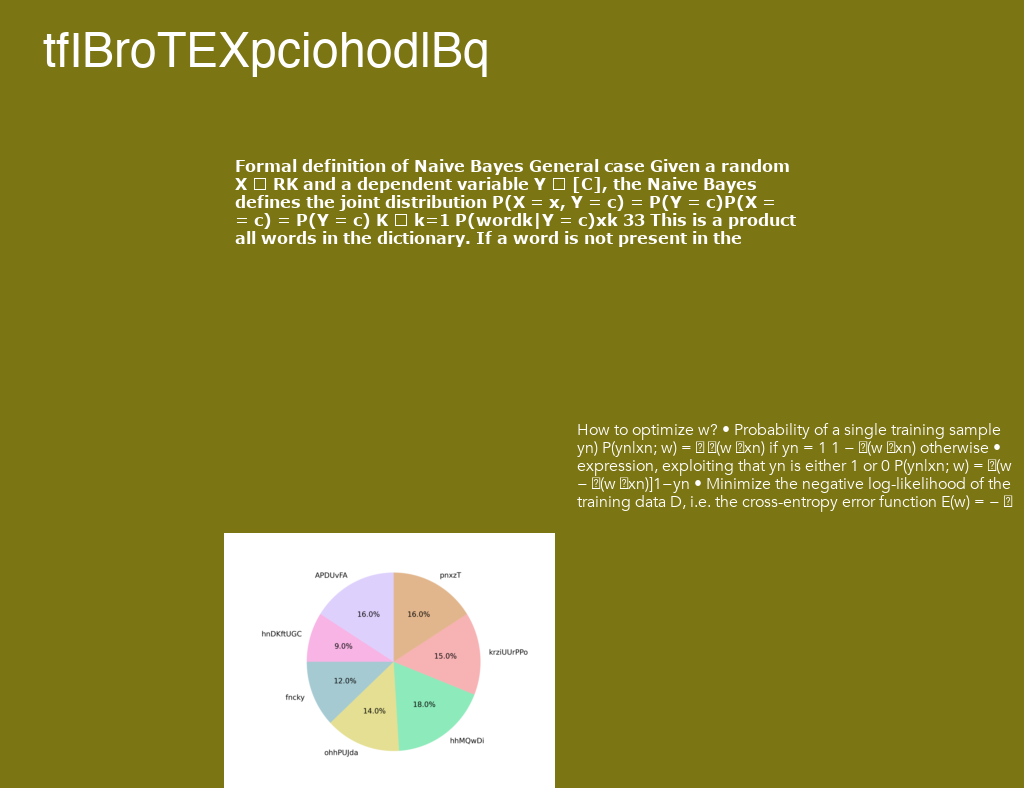 tfIBroTEXpciohodlBq
Formal definition of Naive Bayes General case Given a random
X □ RK and a dependent variable Y □ [C], the Naive Bayes
defines the joint distribution P(X = x, Y = c) = P(Y = c)P(X =
= c) = P(Y = c) K □ k=1 P(wordk|Y = c)xk 33 This is a product
all words in the dictionary. If a word is not present in the
How to optimize w? • Probability of a single training sample
yn) P(yn|xn; w) = □ □(w □xn) if yn = 1 1 − □(w □xn) otherwise •
expression, exploiting that yn is either 1 or 0 P(yn|xn; w) = □(w
− □(w □xn)]1−yn • Minimize the negative log-likelihood of the
training data D, i.e. the cross-entropy error function E(w) = − □
APDUvFA
pnxzT
16.0%
16.0%
hnDKftUGC
9.0%
15.0%
krziUUrPPo
12.0%
fncky
18.0%
14.0%
hhMQwDi
ohhPUJda